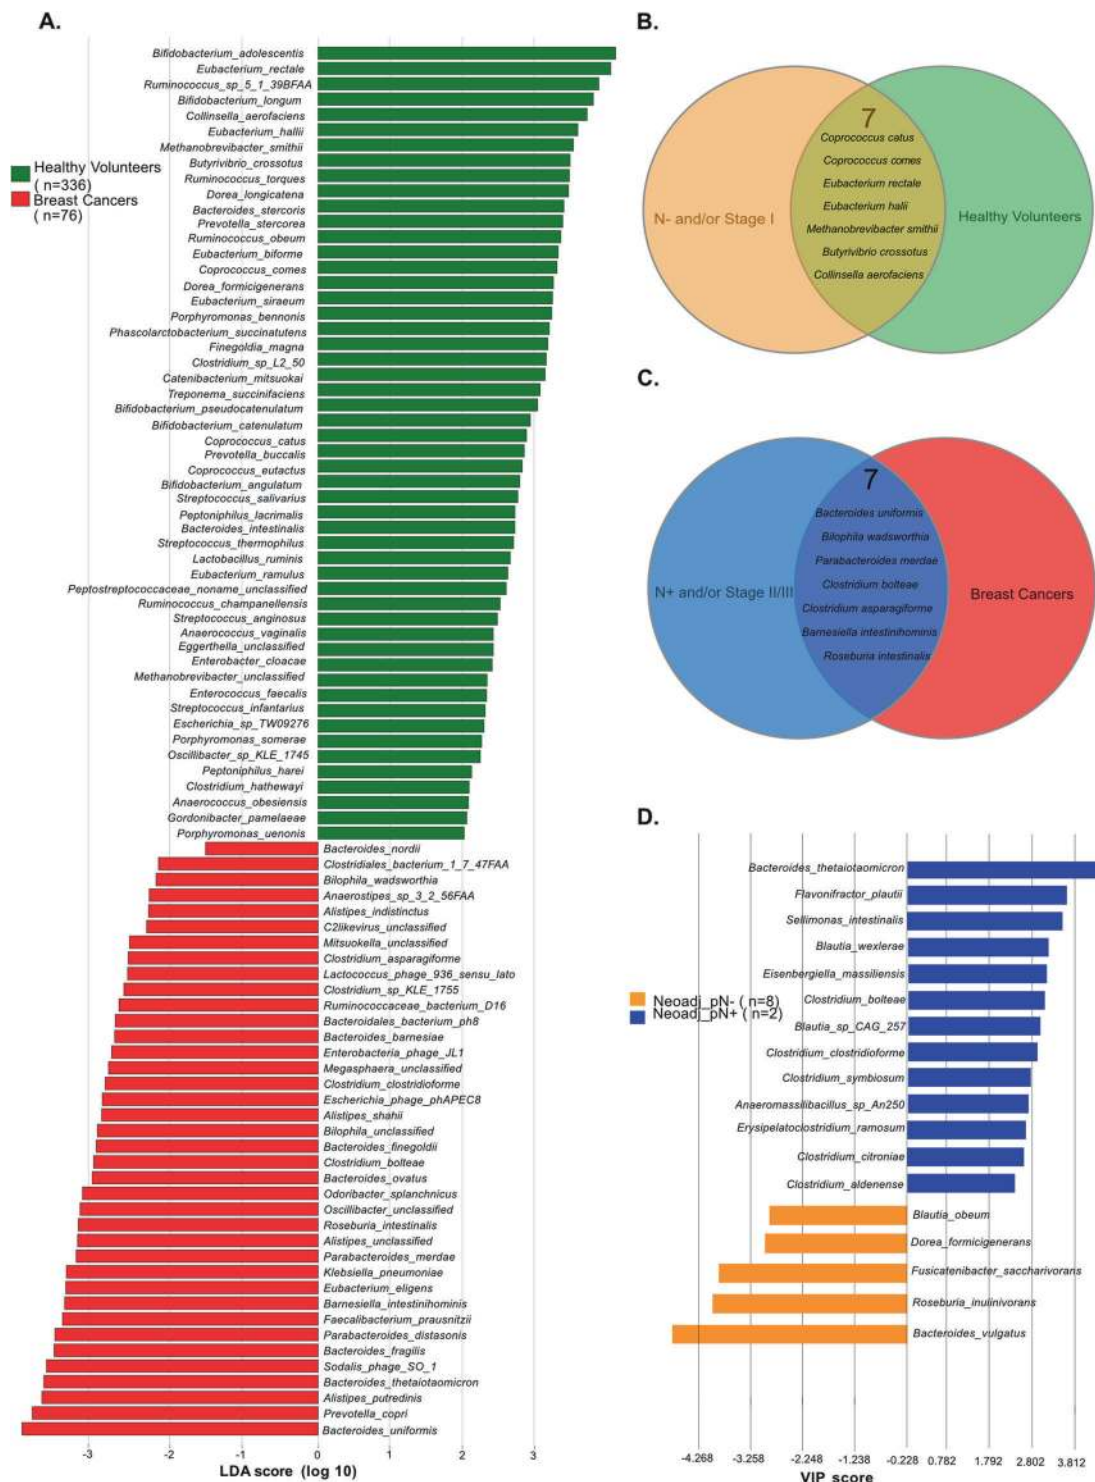 A.
Bifidobacterium_adolescentis
Eubacterium_rectale
Ruminococcus_sp_5_1_39BFAA
Bifidobacterium_longum
Collinsella_aerofaciens
Eubacterium_hallii
Methanobrevibacter_smithii
Butyrivibrio_crossotus
Ruminococcus_torques
Dorea_longicatena
Bacteroides_stercoris
Prevotella_stercorea
Ruminococcus_obeum
Eubacterium_biforme
Coprococcus_comes
Dorea_formicigenerans
Eubacterium_siraeum
Porphyromonas_bennonis
Phascolarctobacterium_succinatutens
Finegoldia_magna
Clostridium_sp_L2_50
Catenibacterium_mitsuokai
Treponema_succinifaciens
Bifidobacterium_pseudocatenulatum
Bifidobacterium_catenulatum
Coprococcus_catus
Prevotella_buccalis
Coprococcus_eutactus
Bifidobacterium_angulatum
Streptococcus_salivarius
Peptoniphilus_lacrimalis
Bacteroides_intestinalis
Streptococcus_thermophilus
Lactobacillus_ruminis
Eubacterium_ramulus
Peptostreptococcaceae_noname_unclassified
Ruminococcus_champanellensis
Streptococcus_anginosus
Anaerococcus_vaginalis
Eggerthella_unclassified
Enterobacter_cloacae
Methanobrevibacter_unclassified
Enterococcus_faecalis
Streptococcus_infantarius
Escherichia_sp_TW09276
Porphyromonas_somerae
Oscillibacter_sp_KLE_1745
Peptoniphilus_harei
Clostridium_hathewayi
Anaerococcus_obesiensis
Gordonibacter_pamelaeae
Porphyromonas_uenonis
Bacteroides_nordii
Clostridiales_bacterium_1_7_47FAA
Bilophila_wadsworthia
Anaerostipes_sp_3_2_56FAA
Alistipes_indistinctus
C2likevirus_unclassified
Mitsuokella_unclassified
Clostridium_asparagiforme
Lactococcus_phage_936_sensu_lato
Clostridium_sp_KLE_1755
Ruminococcaceae_bacterium_D16
Bacteroidales_bacterium_ph8
Bacteroides_barnesiae
Enterobacteria_phage_JL1
Megasphaera_unclassified
Clostridium_clostridioforme
Escherichia_phage_phAPEC8
Alistipes_shahii
Bilophila_unclassified
Bacteroides_finegoldii
Clostridium_bolteae
Bacteroides_ovatus
Odoribacter_splanchnicus
Oscillibacter_unclassified
Roseburia_intestinalis
Alistipes_unclassified
Parabacteroides_merdae
Klebsiella_pneumoniae
Eubacterium_eligens
Barnesiella_intestinihominis
Faecalibacterium_prausnitzii
Parabacteroides_distasonis
Bacteroides_fragilis
Sodalis_phage_SO_1
Bacteroides_thetaiotaomicron
Alistipes_putredinis
Prevotella_copri
Bacteroides_uniformis
Healthy Volunteers
( n=336)
Breast Cancers
( n=76)
-3 -2 -1 0 1 2 3
LDA score (log 10)
B.
7
Coprococcus catus
Coprococcus comes
Eubacterium rectale
Eubacterium halii
Methanobrevibacter smithii
Butyrivibrio crossotus
Collinsella aerofaciens
N- and/or Stage I
Healthy Volunteers
C.
7
Bacteroides uniformis
Bilophila wadsworthia
Parabacteroides merdae
Clostridium bolteae
Clostridium asparagiforme
Barnesiella intestinihominis
Roseburia intestinalis
N+ and/or Stage II/III
Breast Cancers
D.
Bacteroides_thetaiotaomicron
Flavonifractor_plautii
Sellimonas_intestinalis
Blautia_wexlerae
Eisenbergiella_massiliensis
Clostridium_bolteae
Blautia_sp_CAG_257
Clostridium_clostridioforme
Clostridium_symbiosum
Anaeromassilibacillus_sp_An250
Erysipelatoclostridium_ramosum
Clostridium_citroniae
Clostridium_aldenense
Blautia_obeum
Dorea_formicigenerans
Fusicatenibacter_saccharivorans
Roseburia_inulinivorans
Bacteroides_vulgatus
Neoadj_pN- ( n=8)
Neoadj_pN+ ( n=2)
-4.268 -3.258 -2.248 -1.238 -0.228 0.782 1.792 2.802 3.812
VIP score